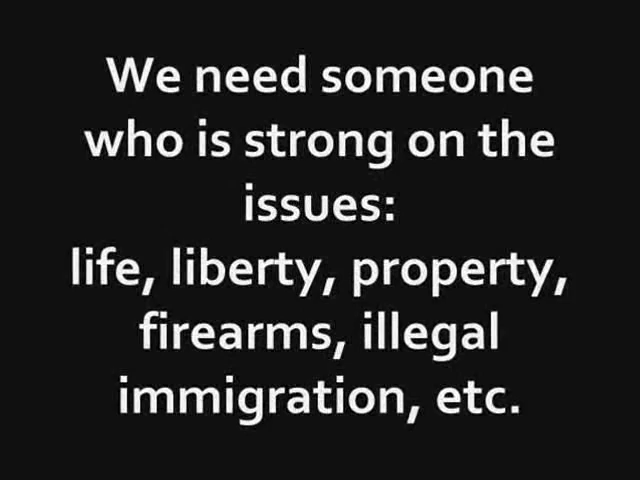 We need someone
who is strong on the
issues:
life, liberty, property,
firearms, illegal
immigration, etc.